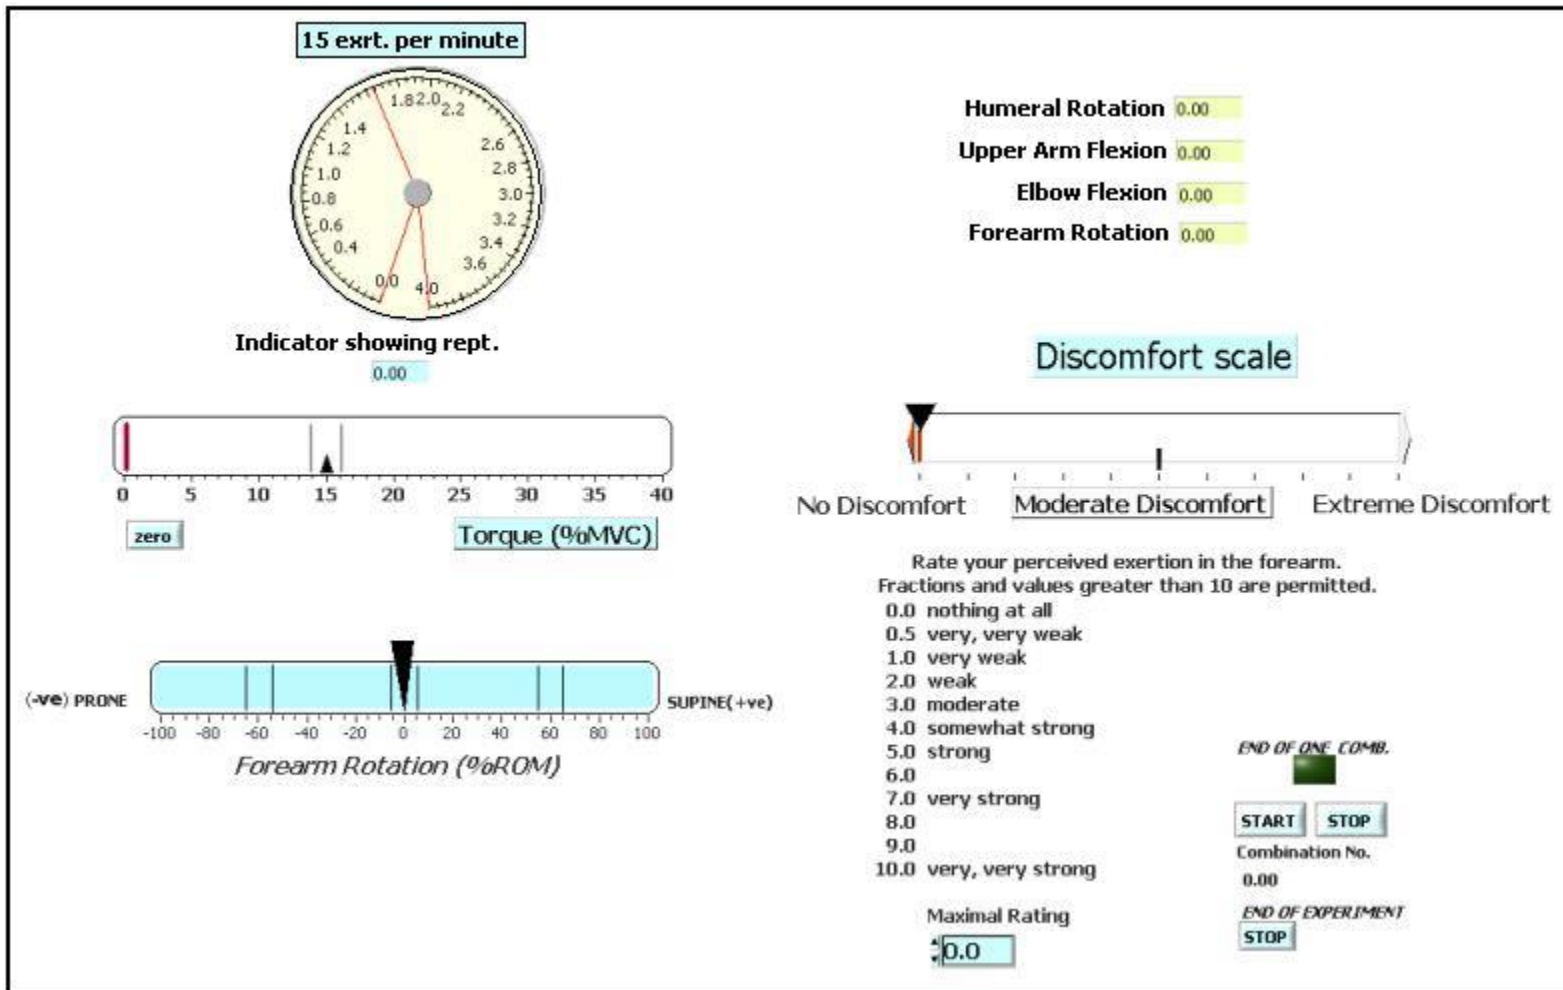 15 exrt. per minute
0.0
0.4
0.6
0.8
1.0
1.2
1.4
1.8
2.0
2.2
2.6
2.8
3.0
3.2
3.4
3.6
4.0
Indicator showing rept.
0.00
0 5 10 15 20 25 30 35 40
zero
Torque (%MVC)
(-ve) PRONE
SUPINE(+ve)
-100 -80 -60 -40 -20 0 20 40 60 80 100
Forearm Rotation (%ROM)
Humeral Rotation 0.00
Upper Arm Flexion 0.00
Elbow Flexion 0.00
Forearm Rotation 0.00
Discomfort scale
No Discomfort Moderate Discomfort Extreme Discomfort
Rate your perceived exertion in the forearm.
Fractions and values greater than 10 are permitted.
0.0 nothing at all
0.5 very, very weak
1.0 very weak
2.0 weak
3.0 moderate
4.0 somewhat strong
5.0 strong
6.0
7.0 very strong
8.0
9.0
10.0 very, very strong
Maximal Rating
0.0
END OF ONE COMB.
START STOP
Combination No.
0.00
END OF EXPERIMENT
STOP